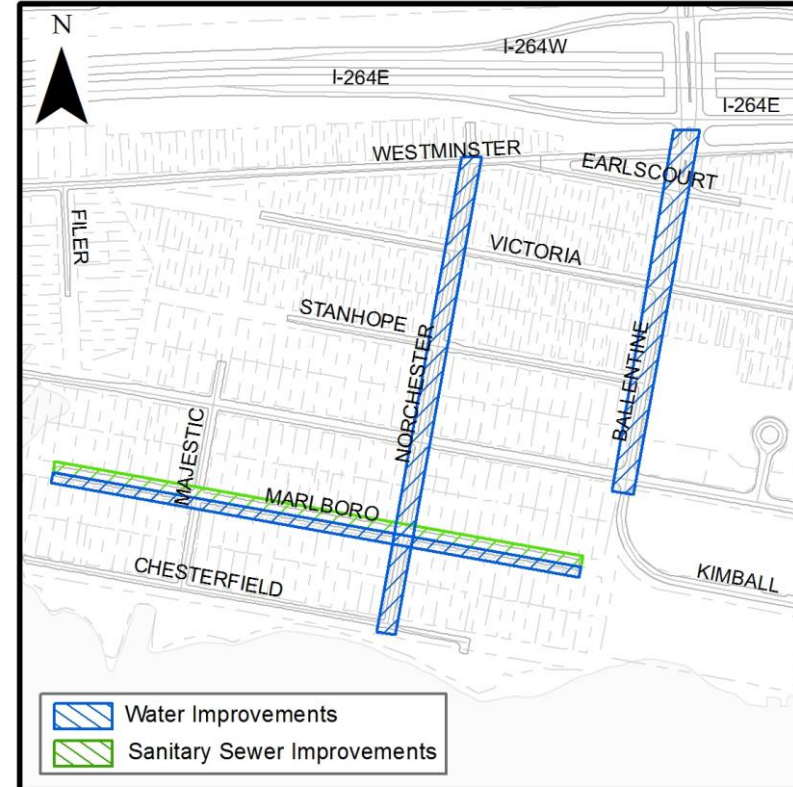 N
I-264W
I-264E
I-264E
WESTMINSTER
EARLSCOURT
FILER
VICTORIA
STANHOPE
NORCHESTER
BALLENTINE
MAJESTIC
MARLBORO
CHESTERFIELD
KIMBALL
Water Improvements
Sanitary Sewer Improvements